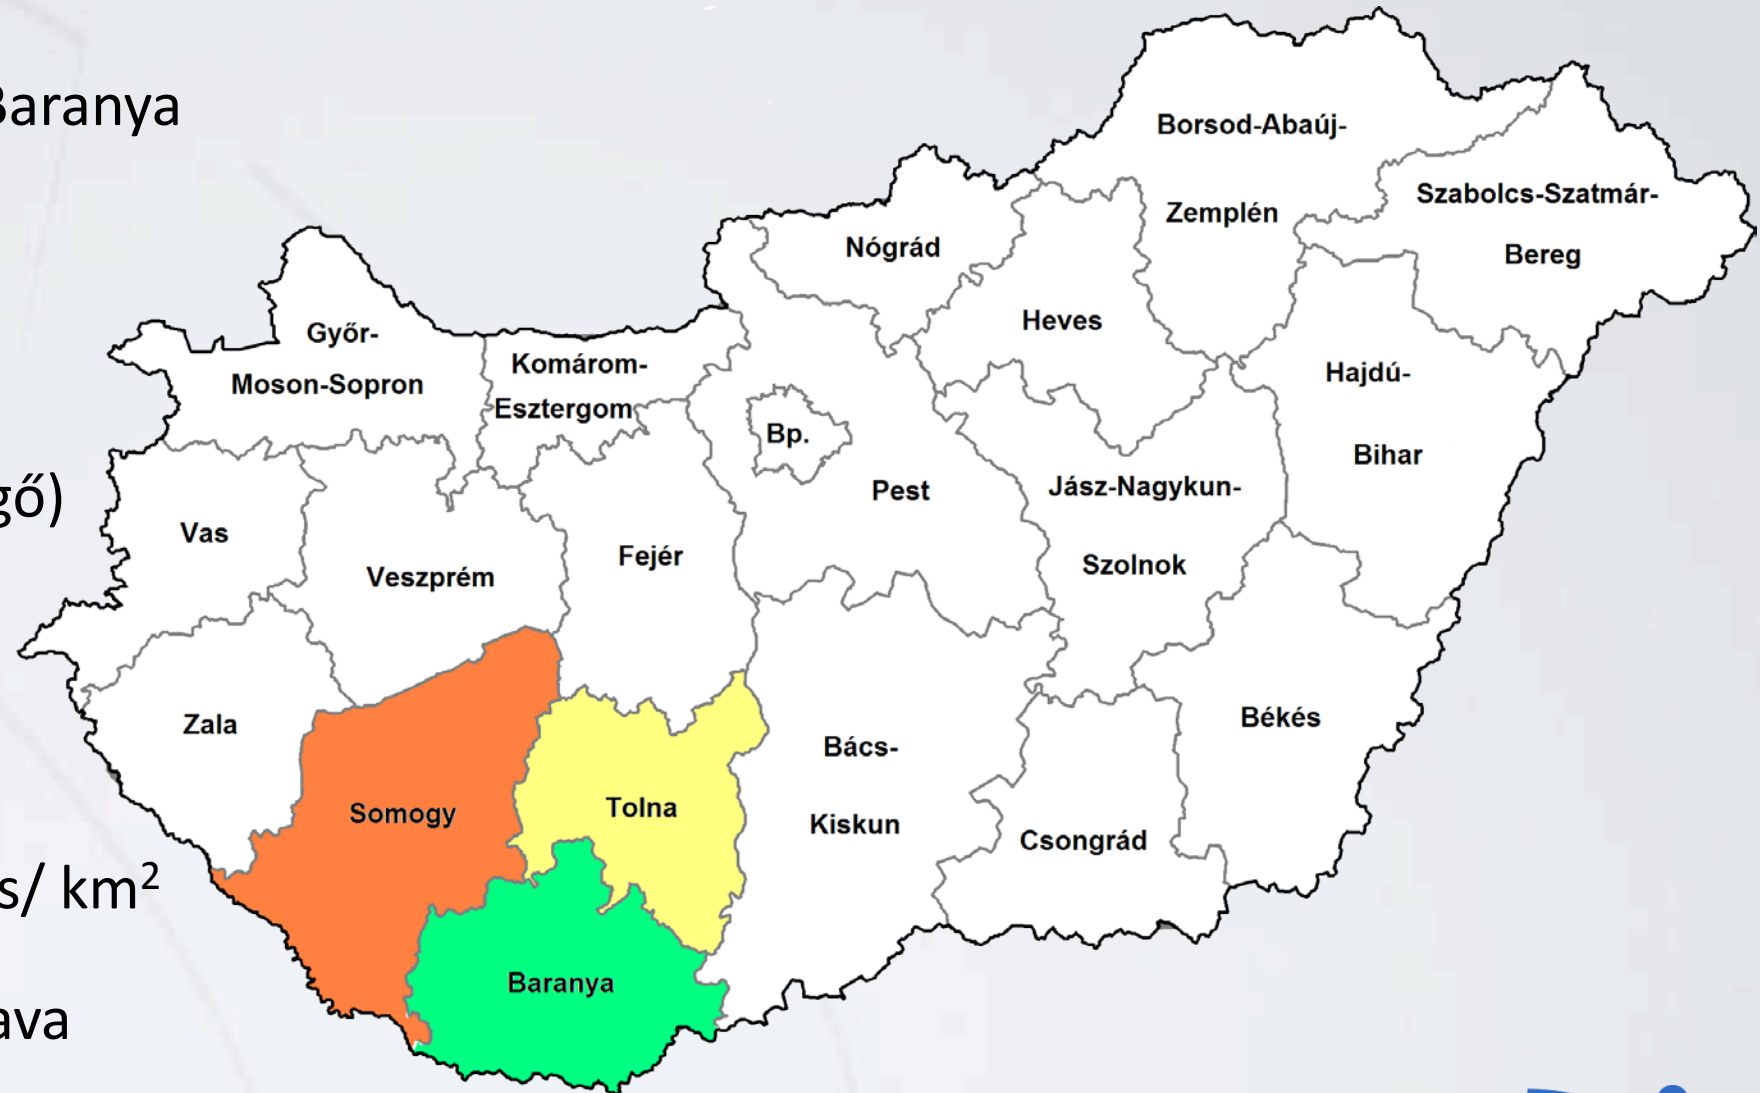 Baranya
gő)
s/ km²
ava
Borsod-Abaúj-
Zemplén
Szabolcs-Szatmár-
Bereg
Nógrád
Heves
Győr-
Moson-Sopron
Komárom-
Esztergom
Hajdú-
Bihar
Bp.
Pest
Jász-Nagykun-
Szolnok
Vas
Veszprém
Fejér
Zala
Somogy
Tolna
Bács-
Kiskun
Békés
Csongrád
Baranya